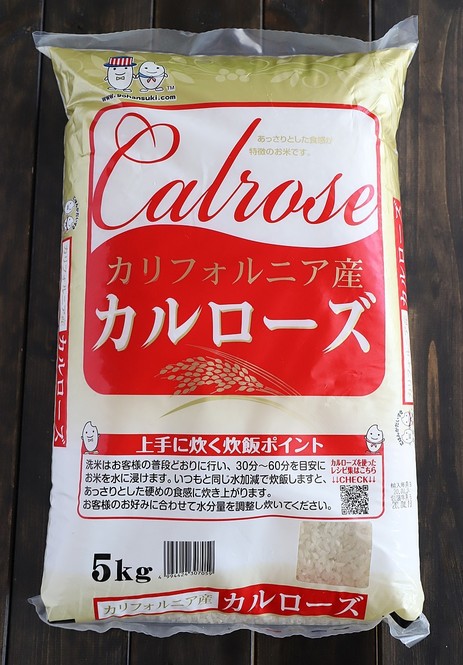 www.gohansuki.com
TM
あっさりとした食感が
特徴のお米です。
Calrose
カリフォルニア産
カルローズ
上手に炊く炊飯ポイント
洗米はお客様の普段どおりに行い、30分〜60分を目安に
お米を水に浸けます。いつもと同じ水加減で炊飯しますと、
あっさりとした硬めの食感に炊き上がります。
お客様のお好みに合わせて水分量を調整し炊いてください。
カルローズを使った
レシピ集はこちら
↓↓CHECK↓↓
5kg
カリフォルニア産
カルローズ
カリフォルニア産
カルローズ
カルローズ